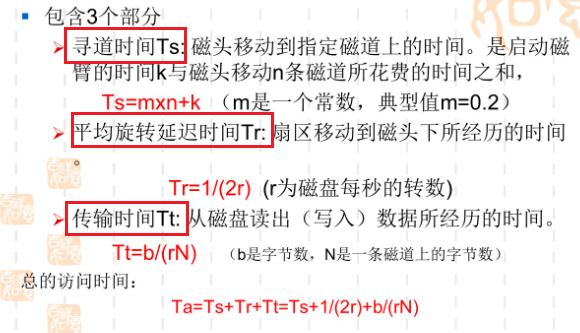 ▪ 包含3个部分
➢ 寻道时间Ts: 磁头移动到指定磁道上的时间。是启动磁
臂的时间k与磁头移动n条磁道所花费的时间之和，
Ts=mxn+k （m是一个常数，典型值m=0.2）
➢ 平均旋转延迟时间Tr: 扇区移动到磁头下所经历的时间
。
Tr=1/(2r) (r为磁盘每秒的转数)
➢ 传输时间Tt: 从磁盘读出（写入）数据所经历的时间。
Tt=b/(rN) （b是字节数，N是一条磁道上的字节数）
总的访问时间：
Ta=Ts+Tr+Tt=Ts+1/(2r)+b/(rN)